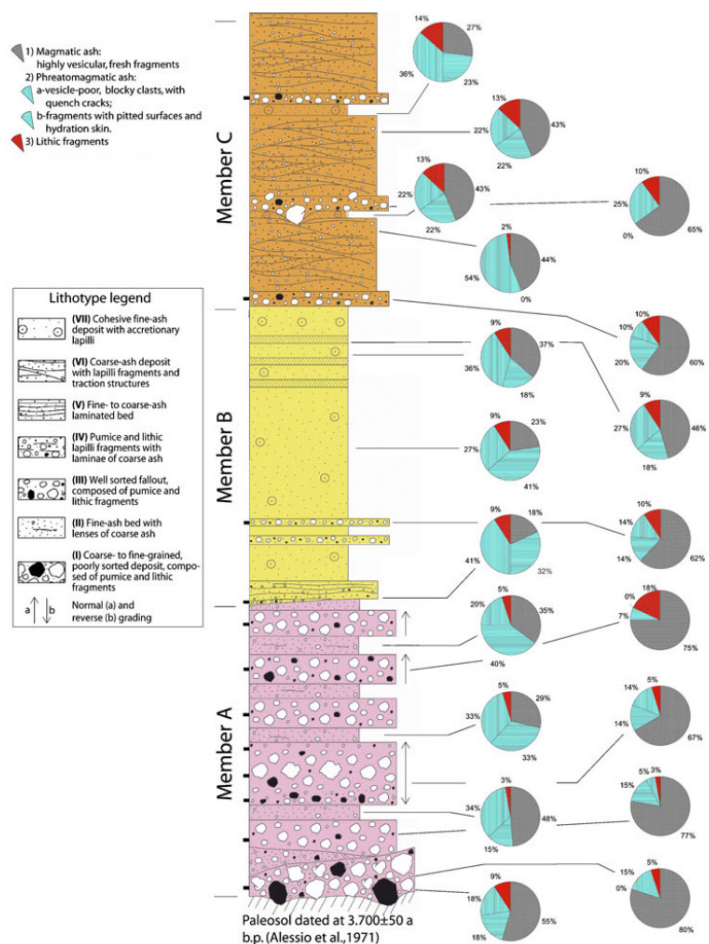 1) Magmatic ash:
highly vesicular, fresh fragments
2) Phreatomagmatic ash:
a-vesicle-poor, blocky clasts, with
quench cracks;
b-fragments with pitted surfaces and
hydration skin.
3) Lithic fragments
Lithotype legend
(VII) Cohesive fine-ash
deposit with accretionary
lapilli
(VI) Coarse-ash deposit
with lapilli fragments and
traction structures
(V) Fine- to coarse-ash
laminated bed
(IV) Pumice and lithic
lapilli fragments with
laminae of coarse ash
(III) Well sorted fallout,
composed of pumice and
lithic fragments
(II) Fine-ash bed with
lenses of coarse ash
(I) Coarse- to fine-grained,
poorly sorted deposit, compo-
sed of pumice and lithic
fragments
a b
Normal (a) and
reverse (b) grading
Member C
Member B
Member A
14% 27%
36% 23%
13%
22% 43%
22%
13%
22% 43%
22%
10%
25%
0% 65%
2%
44%
54%
0%
10%
10%
20% 60%
9%
37%
36%
18%
9%
27% 46%
18%
9% 23%
27%
41%
9% 18%
41% 32%
10%
14%
14% 62%
5%
20% 35%
40%
18%
0%
7%
75%
5%
29%
33%
33%
5%
14%
14% 67%
3%
34% 48%
15%
5% 3%
15%
77%
5%
15%
0%
80%
9%
18%
18% 55%
Paleosol dated at 3.700±50 a
b.p. (Alessio et al.,1971)